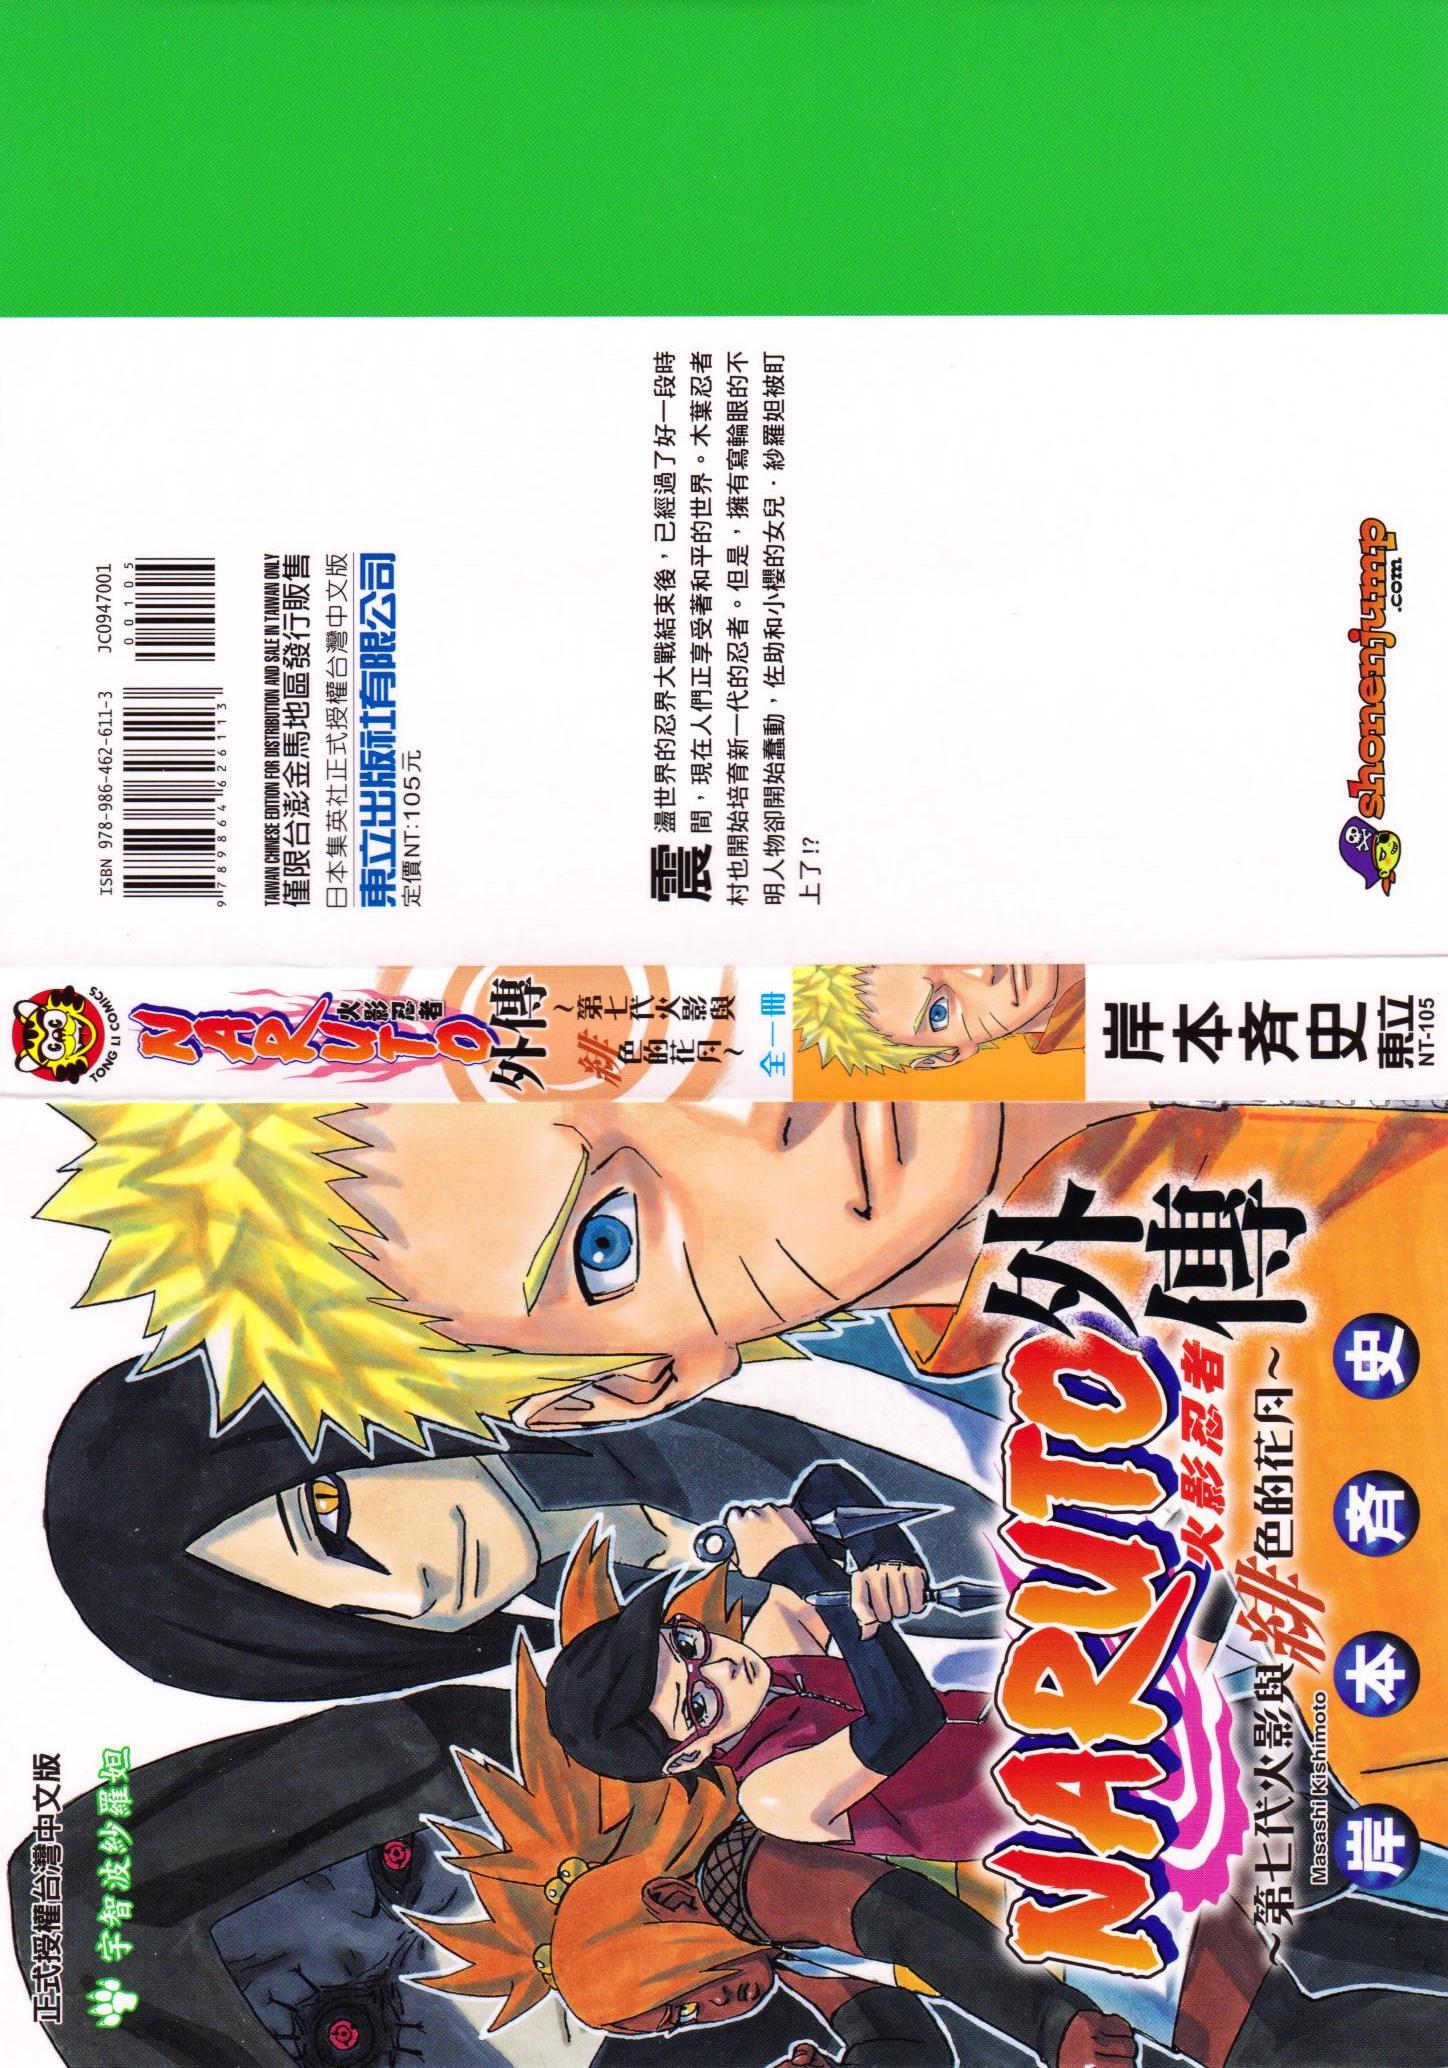 ISBN 978-986-462-611-3
JC0947001
00105
9 789864 626113
TAIWAN CHINESE EDITION FOR DISTRIBUTION AND SALE IN TAIWAN ONLY
僅限台澎金馬地區發行販售
日本集英社正式授權台灣中文版
東立出版社有限公司
定價NT:105元
震盪世界的忍界大戰結束後，已經過了好一段時
間，現在人們正享受著和平的世界。木葉忍者
村也開始培育新一代的忍者。但是，擁有寫輪眼的不
明人物卻開始蠢動，佐助和小櫻的女兒．紗羅妲被盯
上了!?
shonenjump
.com
TONG LI COMICS
NARUTO
火影忍者
外傳
～第七代火影與
緋色的花月～
全一冊
岸本斉史
東立
NT-105
正式授權台灣中文版
宇智波紗羅妲
NARUTO
火影忍者
外傳
～第七代火影與緋色的花月～
Masashi Kishimoto
岸本斉史